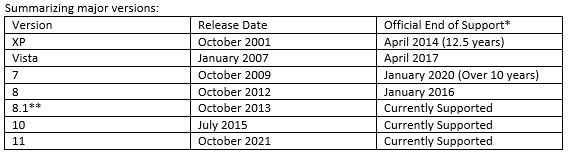 Summarizing major versions:
Version Release Date Official End of Support*
XP October 2001 April 2014 (12.5 years)
Vista January 2007 April 2017
7 October 2009 January 2020 (Over 10 years)
8 October 2012 January 2016
8.1** October 2013 Currently Supported
10 July 2015 Currently Supported
11 October 2021 Currently Supported